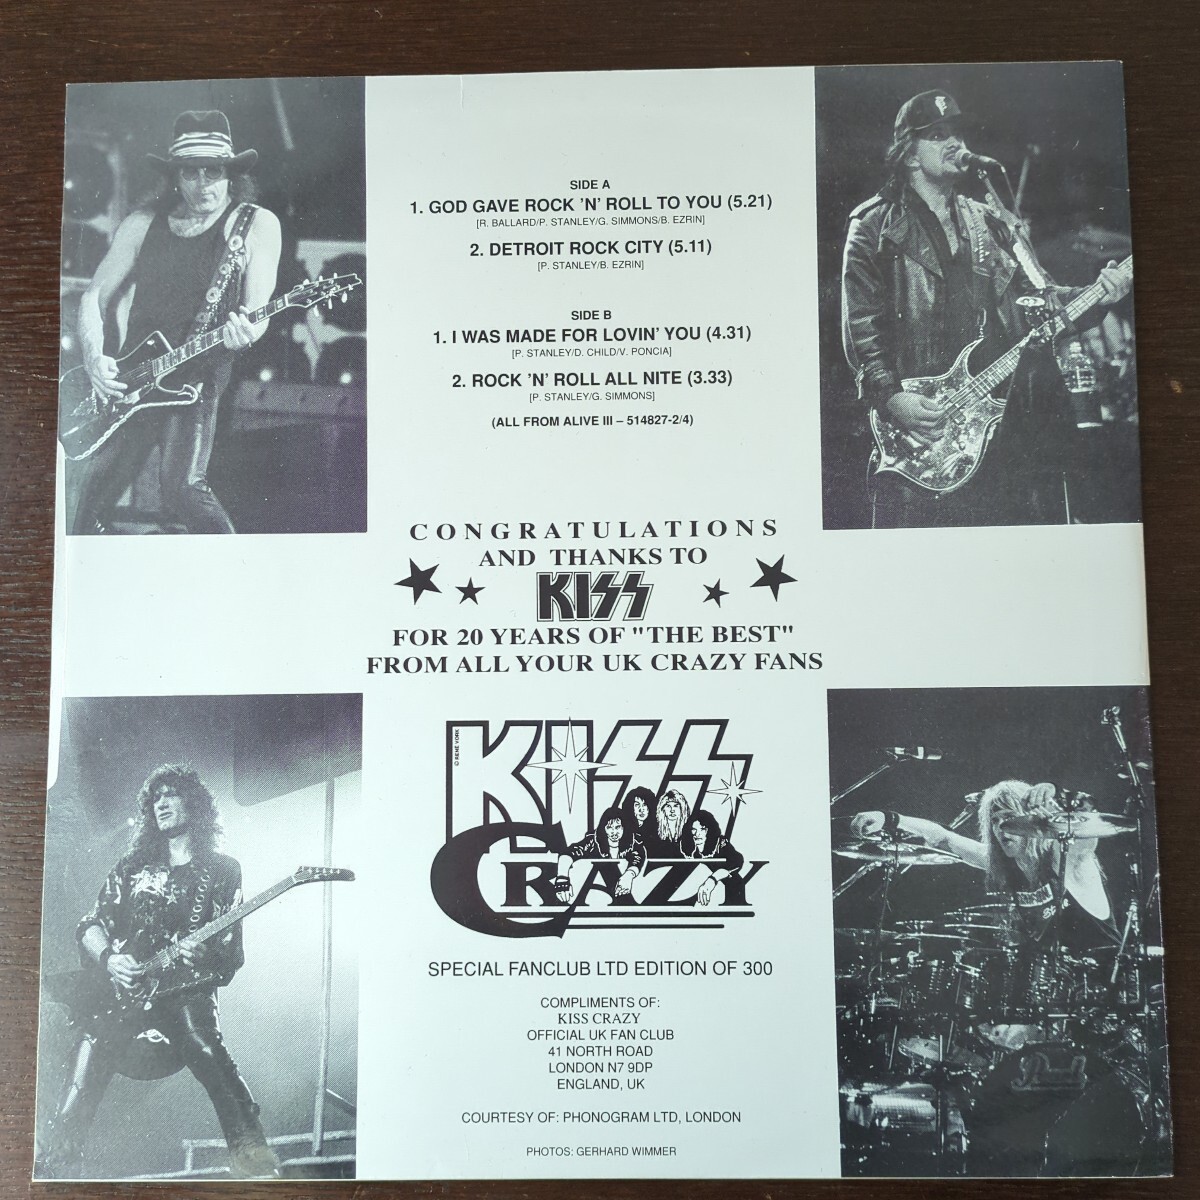 SIDE A
1. GOD GAVE ROCK 'N' ROLL TO YOU (5.21)
[R. BALLARD/P. STANLEY/G. SIMMONS/B. EZRIN]
2. DETROIT ROCK CITY (5.11)
[P. STANLEY/B. EZRIN]
SIDE B
1. I WAS MADE FOR LOVIN' YOU (4.31)
[P. STANLEY/D. CHILD/V. PONCIA]
2. ROCK 'N' ROLL ALL NITE (3.33)
[P. STANLEY/G. SIMMONS]
(ALL FROM ALIVE III – 514827-2/4)
CONGRATULATIONS
AND THANKS TO
KISS
FOR 20 YEARS OF "THE BEST"
FROM ALL YOUR UK CRAZY FANS
© RENÉ YORK
KISS
CRAZY
SPECIAL FANCLUB LTD EDITION OF 300
COMPLIMENTS OF:
KISS CRAZY
OFFICIAL UK FAN CLUB
41 NORTH ROAD
LONDON N7 9DP
ENGLAND, UK
COURTESY OF: PHONOGRAM LTD, LONDON
PHOTOS: GERHARD WIMMER
Pearl